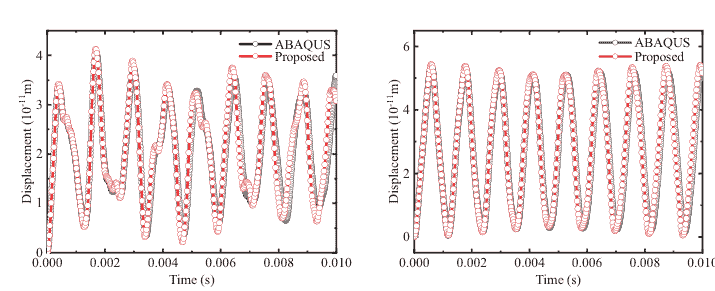 ABAQUS
Proposed
Displacement (10⁻¹¹m)
4
3
2
1
0
0.000
0.002
0.004
0.006
0.008
0.010
Time (s)
ABAQUS
Proposed
Displacement (10⁻¹¹m)
6
4
2
0
0.000
0.002
0.004
0.006
0.008
0.010
Time (s)